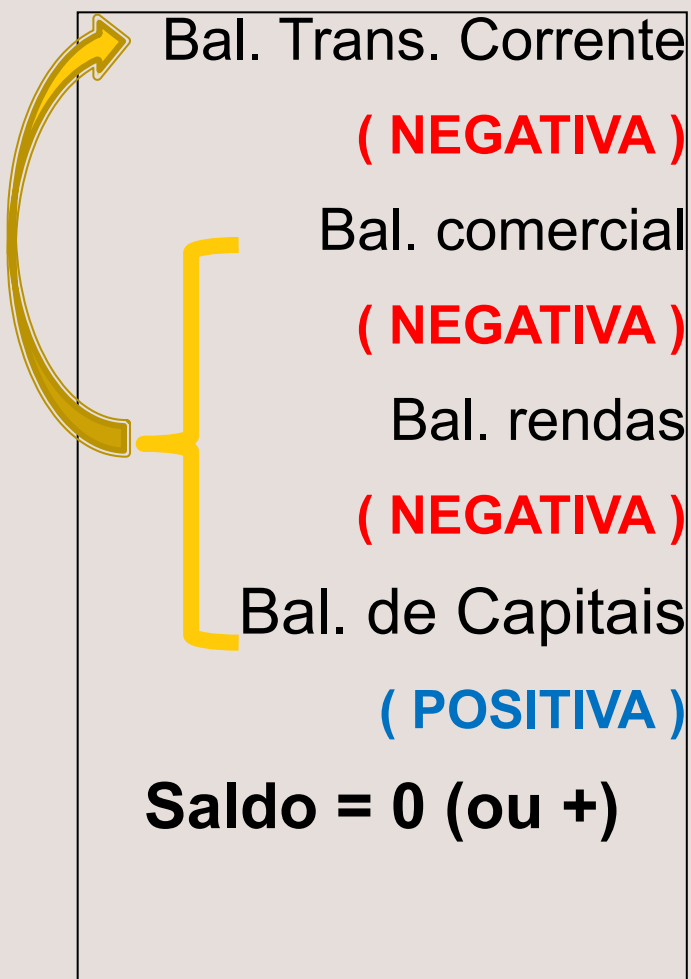 Bal. Trans. Corrente
( NEGATIVA )
Bal. comercial
( NEGATIVA )
Bal. rendas
( NEGATIVA )
Bal. de Capitais
( POSITIVA )
Saldo = 0 (ou +)